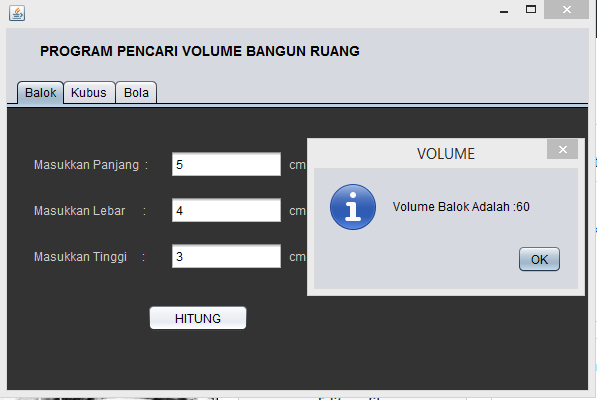 PROGRAM PENCARI VOLUME BANGUN RUANG
Balok Kubus Bola
Masukkan Panjang : 5 cm
Masukkan Lebar : 4 cm
Masukkan Tinggi : 3 cm
HITUNG
VOLUME
Volume Balok Adalah :60
OK